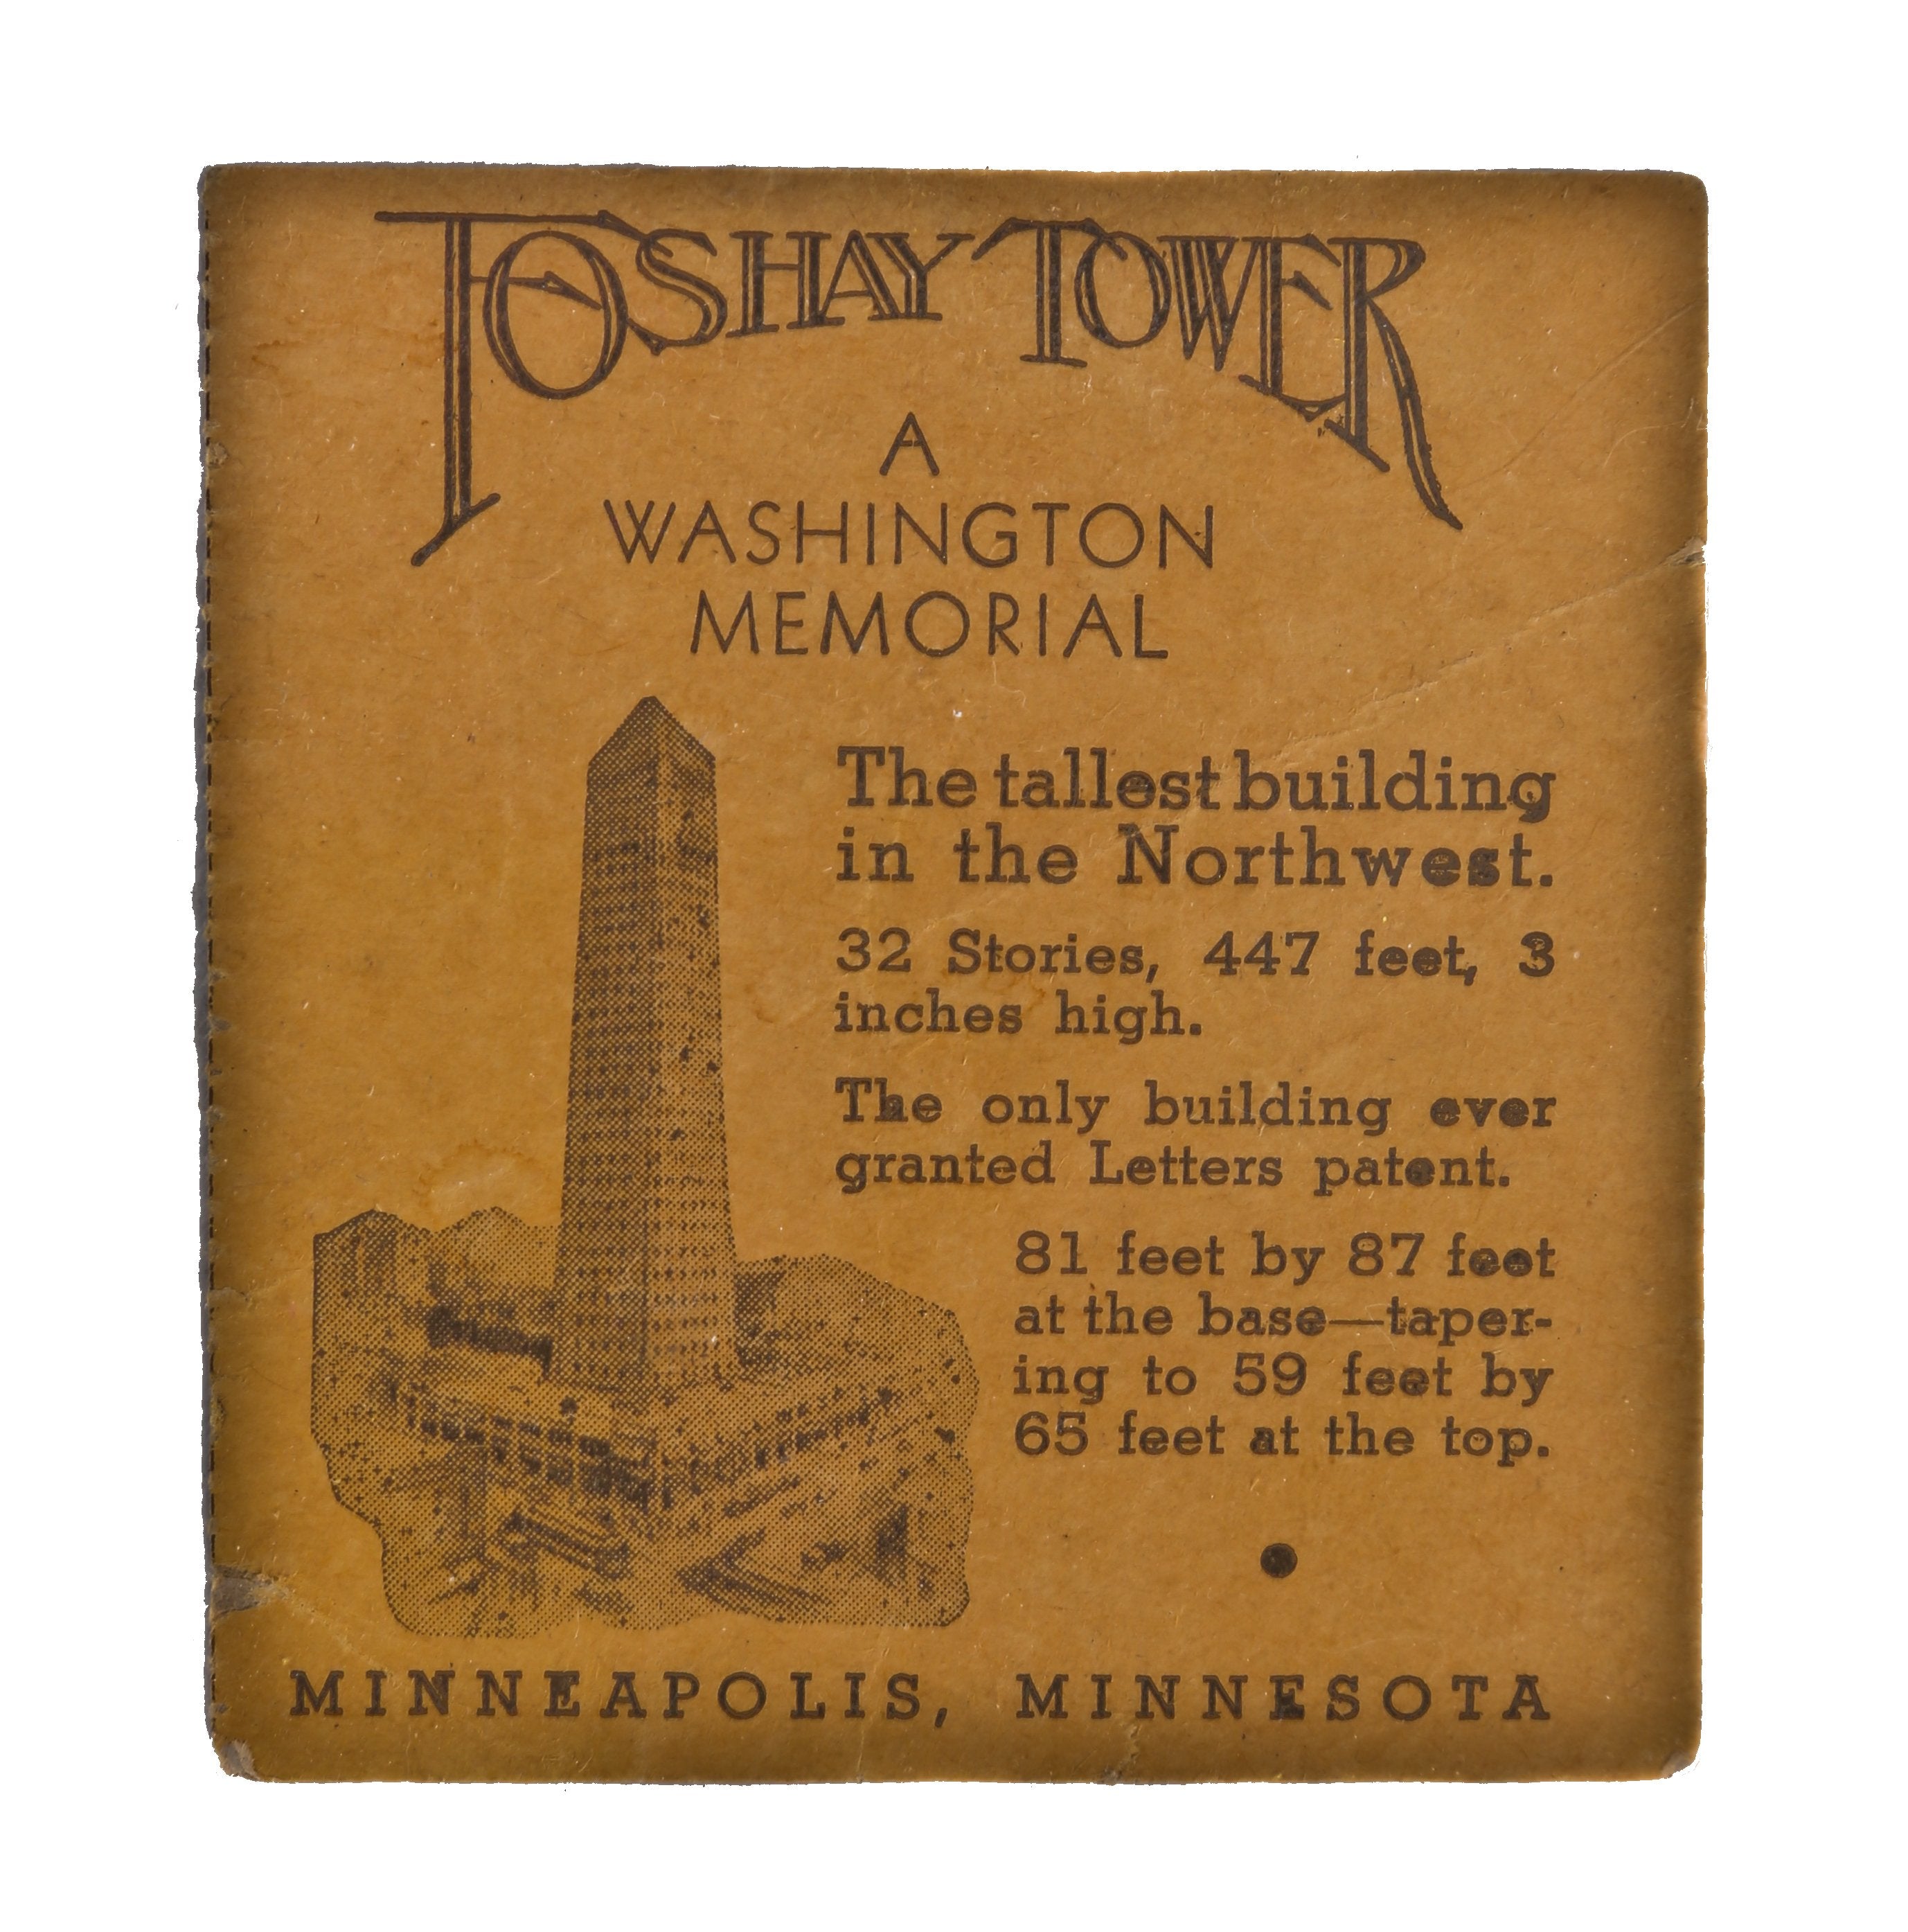 FOSHAY TOWER
A
WASHINGTON
MEMORIAL
The tallest building
in the Northwest.
32 Stories, 447 feet, 3
inches high.
The only building ever
granted Letters patent.
81 feet by 87 feet
at the base—taper-
ing to 59 feet by
65 feet at the top.
MINNEAPOLIS, MINNESOTA